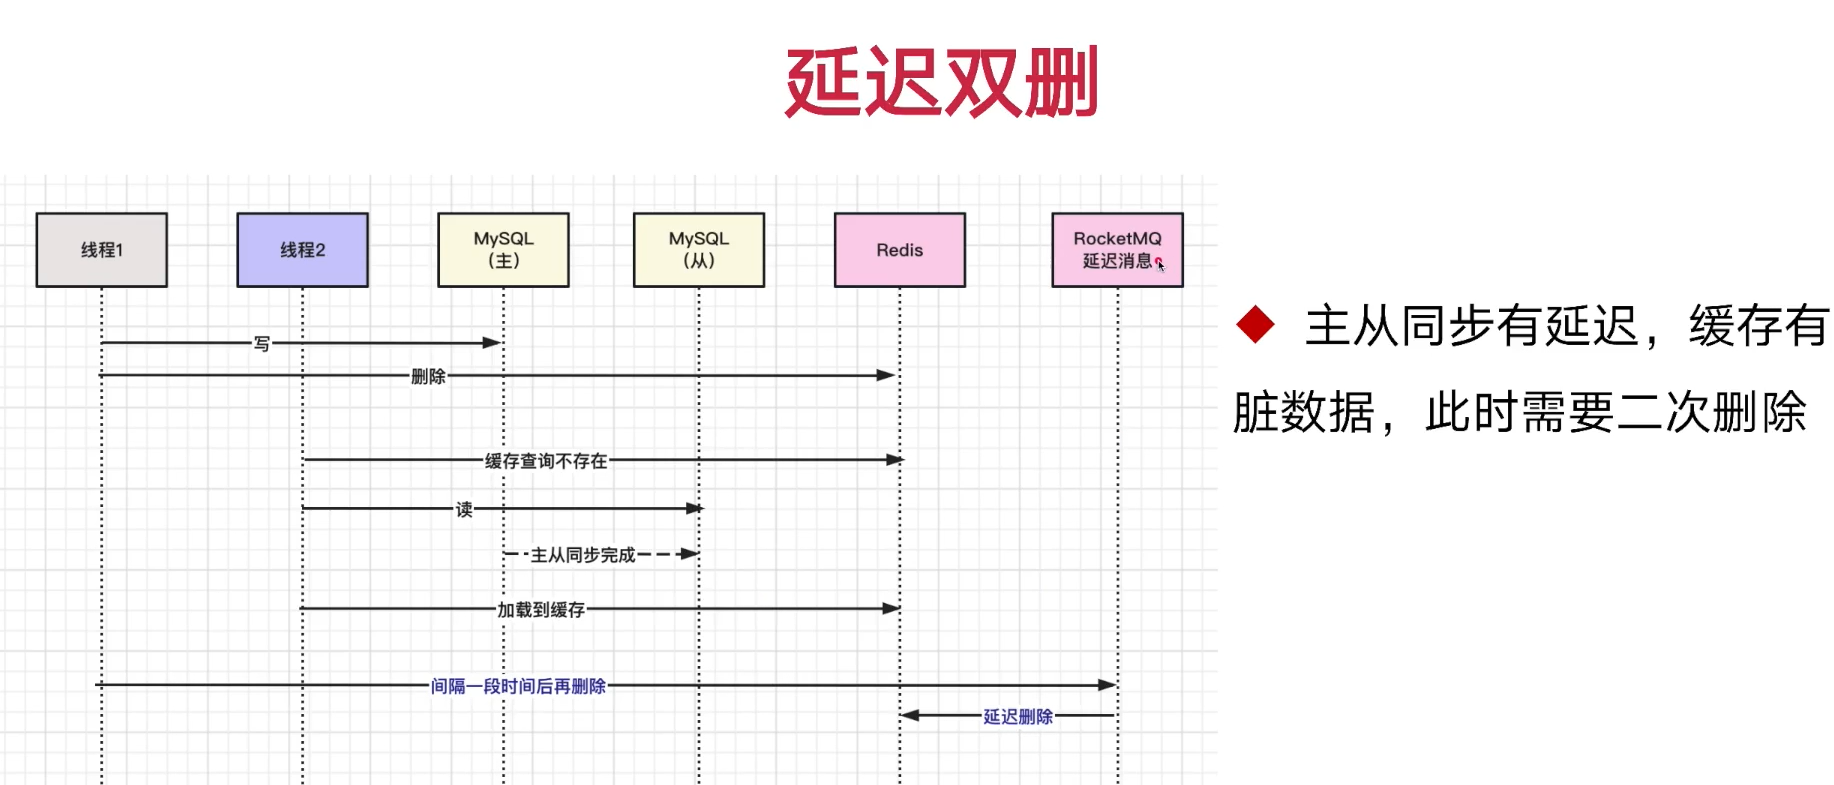 延迟双删
线程1
线程2
MySQL
（主）
MySQL
（从）
Redis
RocketMQ
延迟消息
写
删除
缓存查询不存在
读
主从同步完成
加载到缓存
间隔一段时间后再删除
延迟删除
主从同步有延迟，缓存有
脏数据，此时需要二次删除